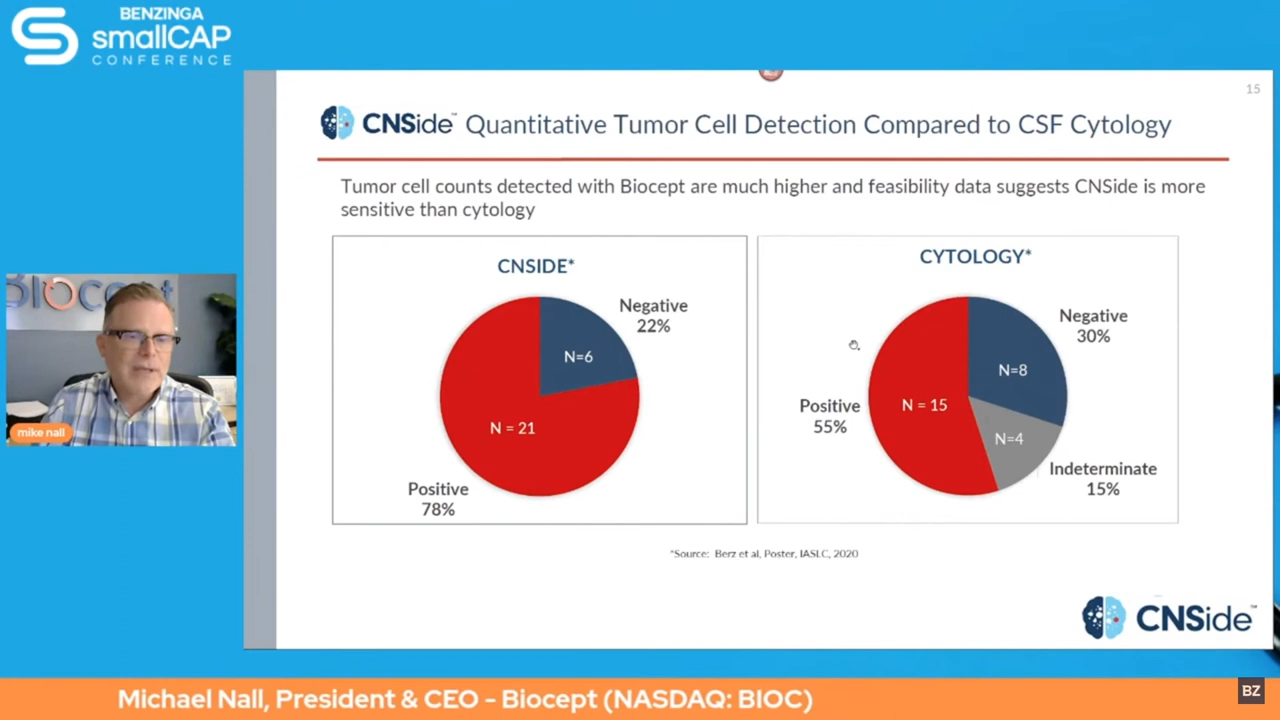 BENZINGA
smallCAP
CONFERENCE
15
CNSide™ Quantitative Tumor Cell Detection Compared to CSF Cytology
Tumor cell counts detected with Biocept are much higher and feasibility data suggests CNSide is more
sensitive than cytology
CNSIDE*
Negative
22%
N=6
N = 21
Positive
78%
CYTOLOGY*
Negative
30%
N=8
N = 15
Positive
55%
N=4
Indeterminate
15%
*Source: Berz et al, Poster, IASLC, 2020
Biocept
mike nall
CNSide™
Michael Nall, President & CEO – Biocept (NASDAQ: BIOC)
BZ